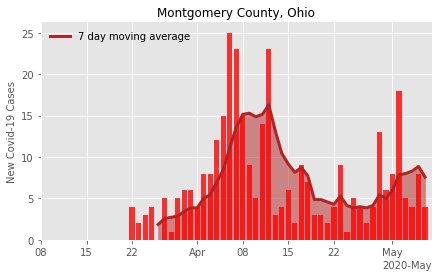 Montgomery County, Ohio
7 day moving average
New Covid-19 Cases
25
20
15
10
5
0
08 15 22 Apr 08 15 22 May 08
2020-May